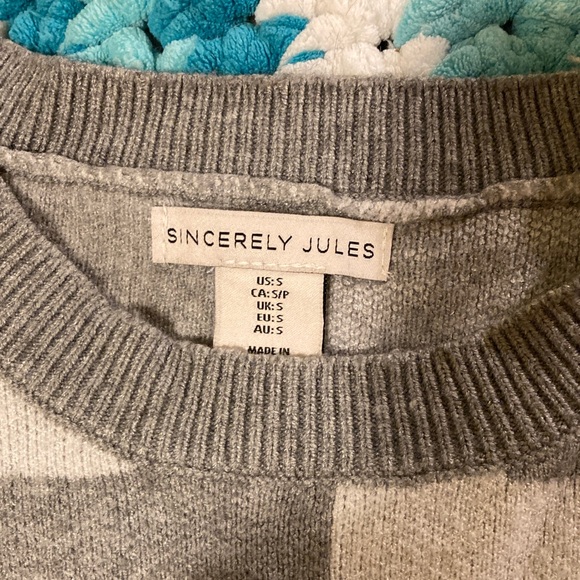 SINCERELY JULES
US: S
CA: S/P
UK: S
EU: S
AU: S
MADE IN